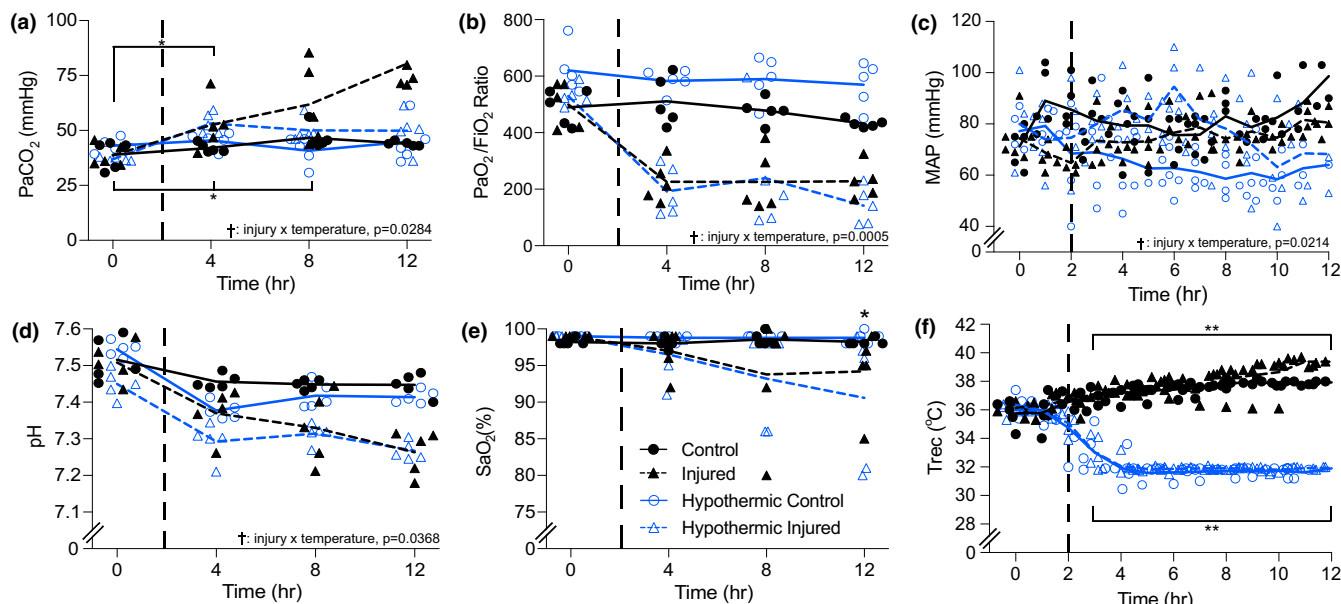 (a)
100
75
50
25
0
PaCO2 (mmHg)
*
*
†: injury x temperature, p=0.0284
0 4 8 12
Time (hr)
(b)
800
600
400
200
0
PaO2/FiO2 Ratio
†: injury x temperature, p=0.0005
0 4 8 12
Time (hr)
(c)
120
100
80
60
40
0
MAP (mmHg)
†: injury x temperature, p=0.0214
0 2 4 6 8 10 12
Time (hr)
(d)
7.6
7.5
7.4
7.3
7.2
7.1
0
pH
†: injury x temperature, p=0.0368
0 4 8 12
Time (hr)
(e)
100
95
90
85
80
75
0
SaO2(%)
*
Control
Injured
Hypothermic Control
Hypothermic Injured
0 4 8 12
Time (hr)
(f)
42
40
38
36
34
32
30
28
0
Trec (°C)
**
**
0 2 4 6 8 10 12
Time (hr)